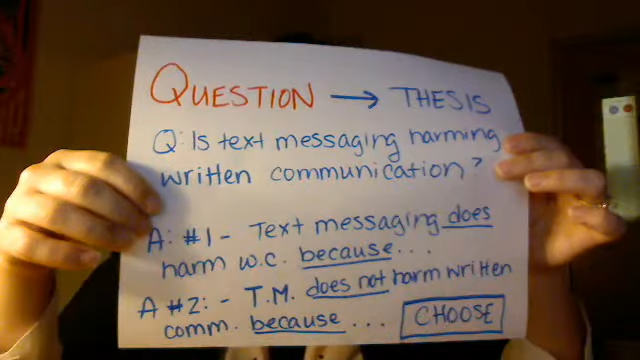 QUESTION → THESIS
Q: Is text messaging harming
written communication?
A: #1 - Text messaging does
harm w.c. because...
A #2: - T.M. does not harm written
comm. because...
CHOOSE